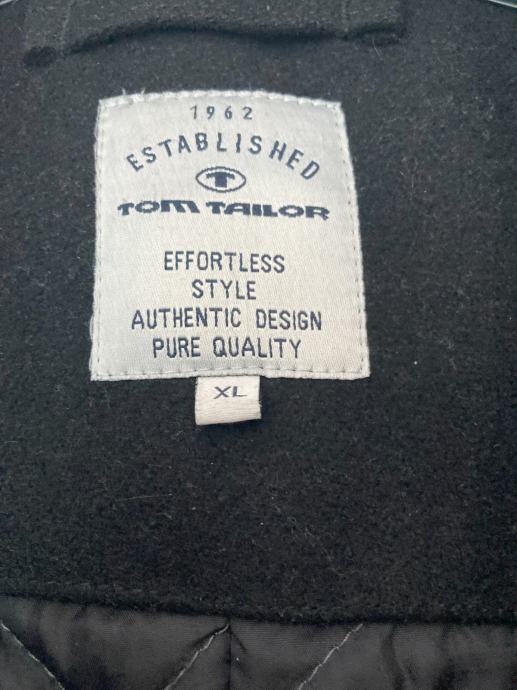 1962
ESTABLISHED
T
TOM TAILOR
EFFORTLESS
STYLE
AUTHENTIC DESIGN
PURE QUALITY
XL